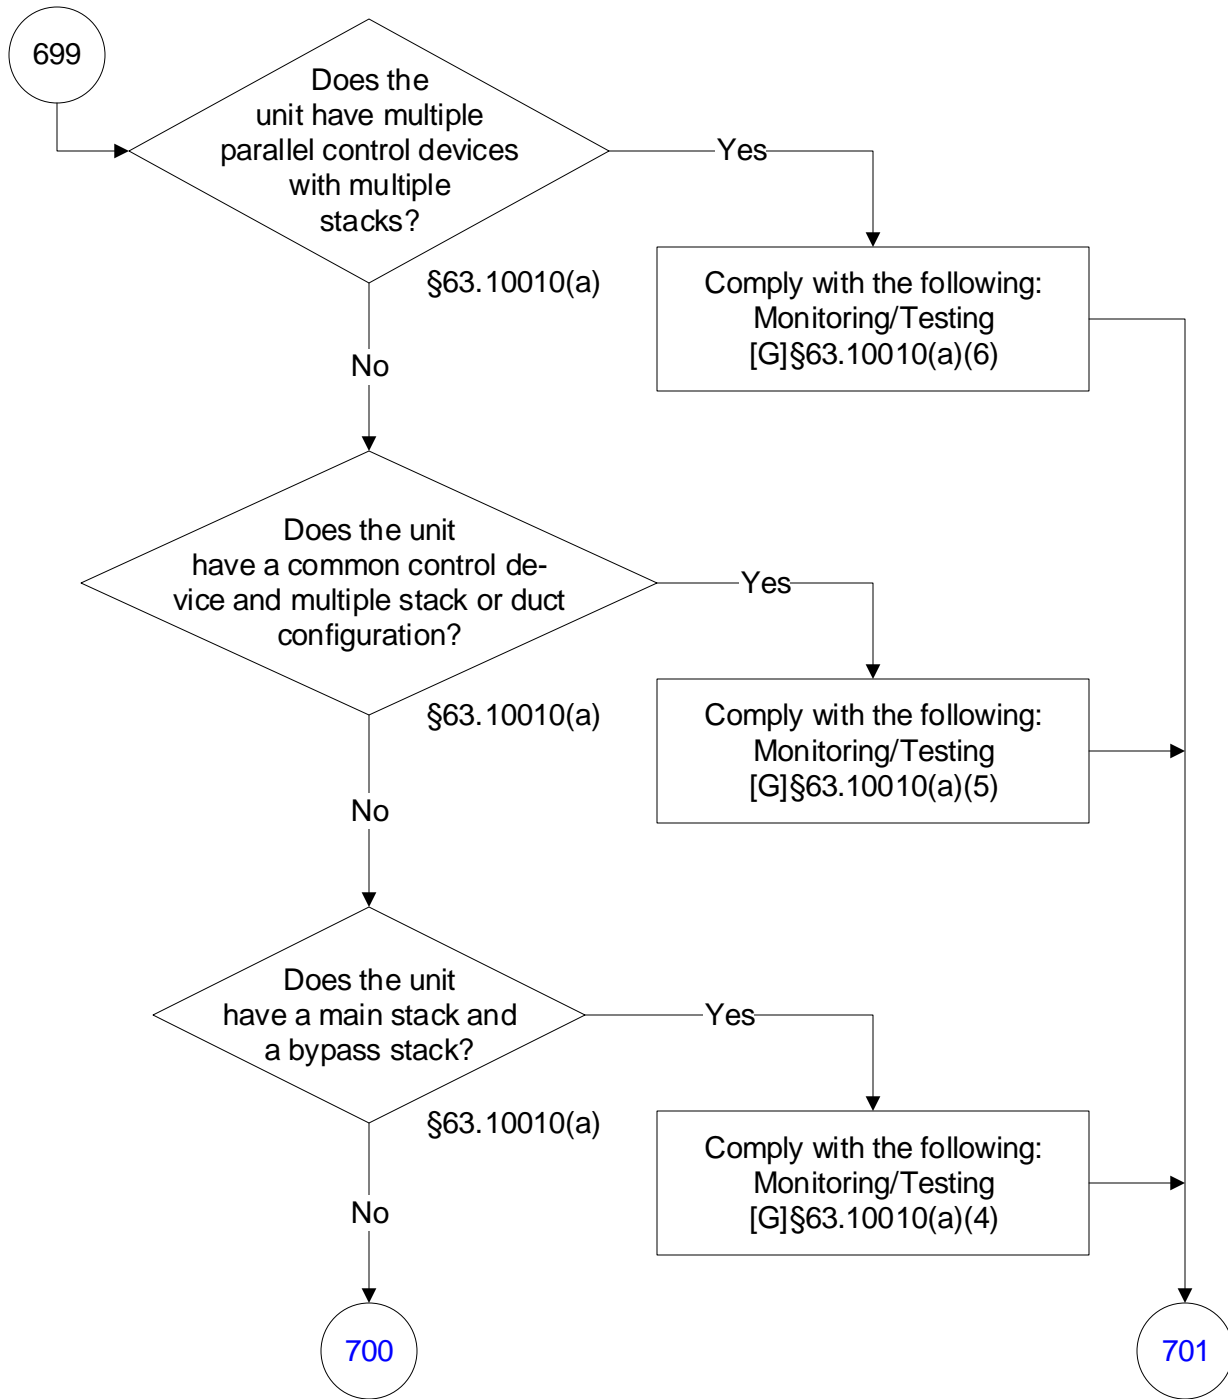 699
Does the
unit have multiple
parallel control devices
with multiple
stacks?
Yes
§63.10010(a)
Comply with the following:
Monitoring/Testing
[G]§63.10010(a)(6)
No
Does the unit
have a common control de-
vice and multiple stack or duct
configuration?
Yes
§63.10010(a)
Comply with the following:
Monitoring/Testing
[G]§63.10010(a)(5)
No
Does the unit
have a main stack and
a bypass stack?
Yes
§63.10010(a)
Comply with the following:
Monitoring/Testing
[G]§63.10010(a)(4)
No
700
701